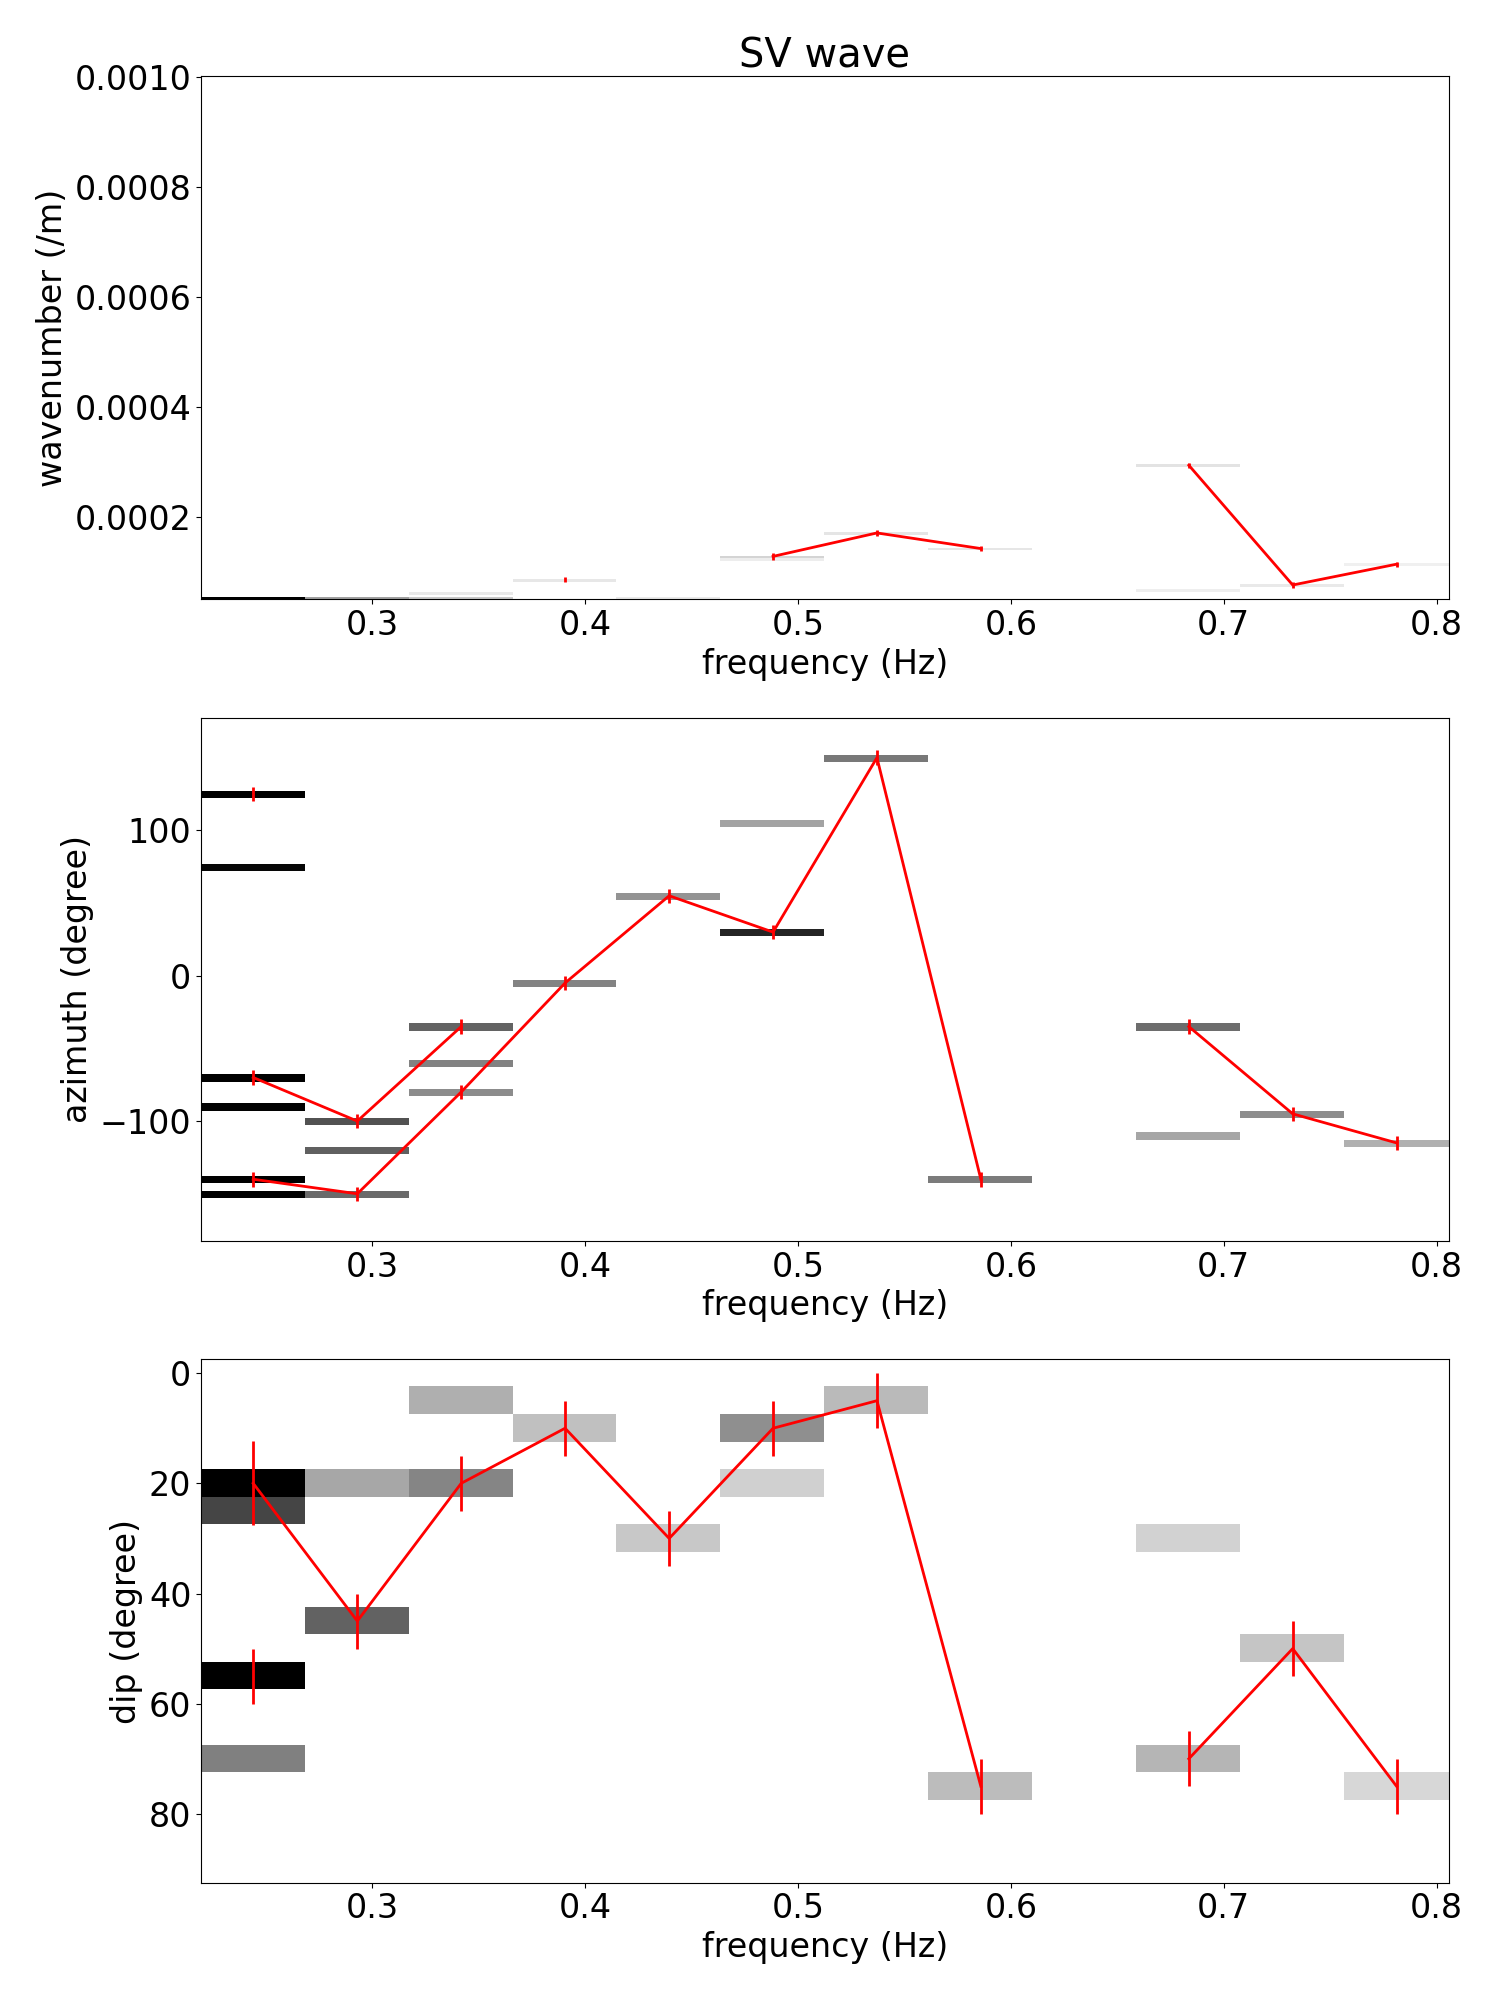 SV wave
0.0010
0.0008
0.0006
0.0004
0.0002
wavenumber (/m)
0.3 0.4 0.5 0.6 0.7 0.8
frequency (Hz)
100
0
−100
azimuth (degree)
0.3 0.4 0.5 0.6 0.7 0.8
frequency (Hz)
0
20
40
60
80
dip (degree)
0.3 0.4 0.5 0.6 0.7 0.8
frequency (Hz)